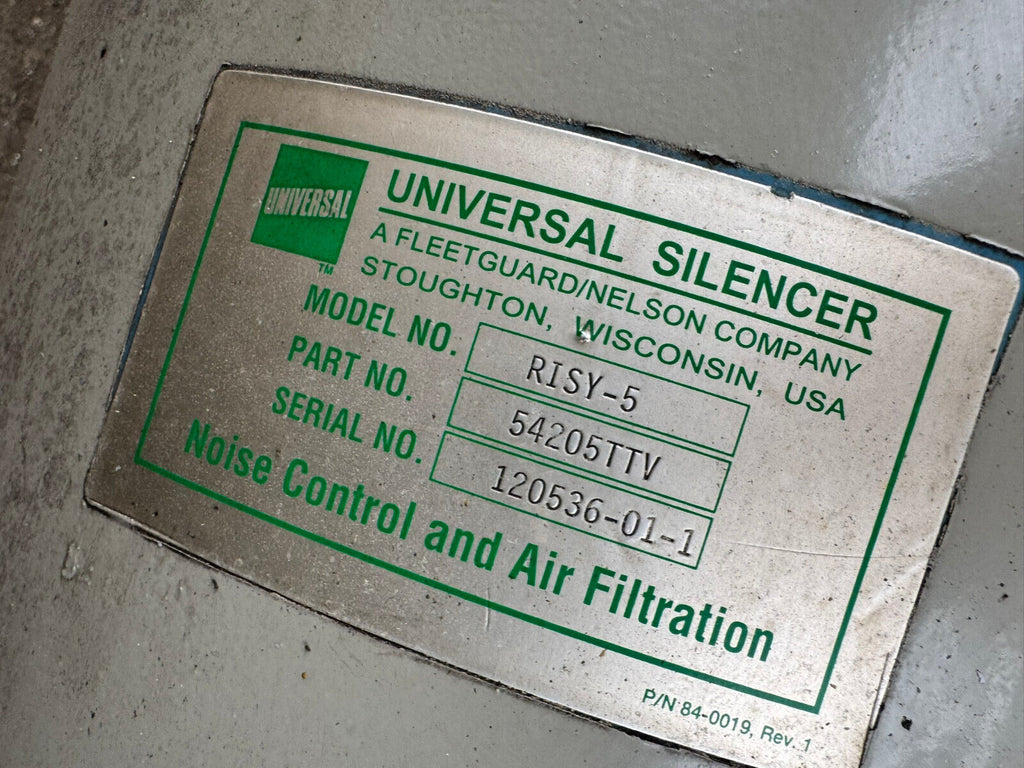 UNIVERSAL
TM
UNIVERSAL SILENCER
A FLEETGUARD/NELSON COMPANY
STOUGHTON, WISCONSIN, USA
MODEL NO. RISY-5
PART NO. 54205TTV
SERIAL NO. 120536-01-1
Noise Control and Air Filtration
P/N 84-0019, Rev. 1